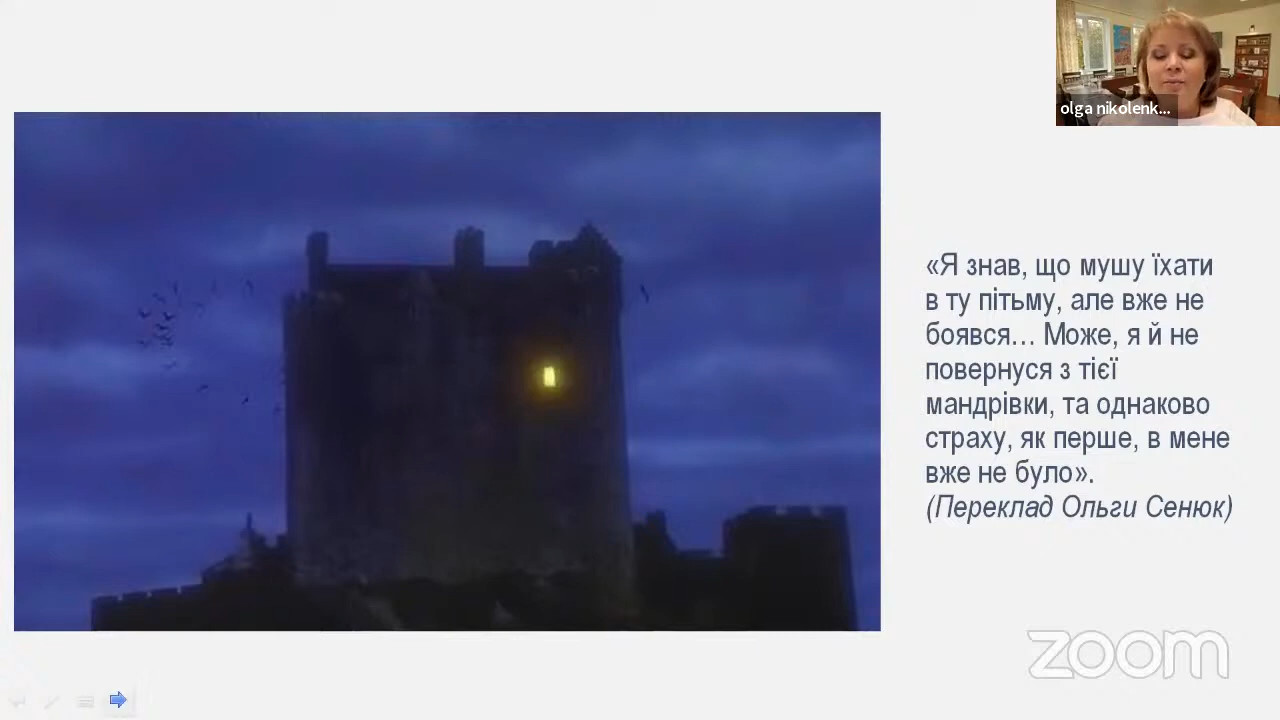 olga nikolenk...
«Я знав, що мушу їхати
в ту пітьму, але вже не
боявся… Може, я й не
повернуся з тієї
мандрівки, та однаково
страху, як перше, в мене
вже не було».
(Переклад Ольги Сенюк)
zoom